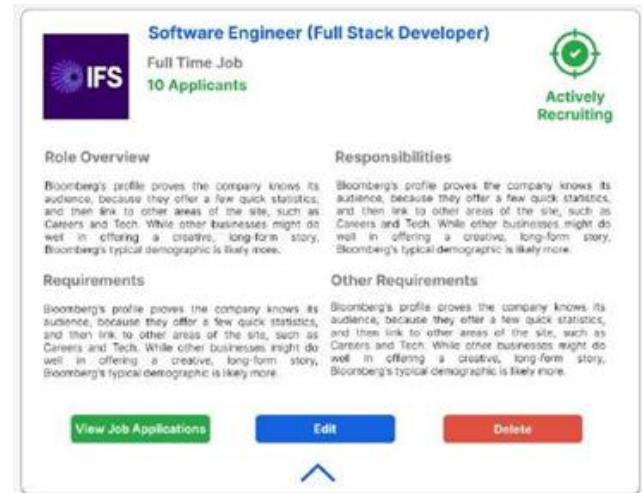 IFS
Software Engineer (Full Stack Developer)
Full Time Job
10 Applicants
Actively
Recruiting
Role Overview
Bloomberg's profile proves the company knows its
audience, because they offer a few quick statistics,
and then link to other areas of the site, such as
Careers and Tech. While other businesses might do
well in offering a creative, long-form story,
Bloomberg's typical demographic is likely more.
Responsibilities
Bloomberg's profile proves the company knows its
audience, because they offer a few quick statistics,
and then link to other areas of the site, such as
Careers and Tech. While other businesses might do
well in offering a creative, long-form story,
Bloomberg's typical demographic is likely more.
Requirements
Bloomberg's profile proves the company knows its
audience, because they offer a few quick statistics,
and then link to other areas of the site, such as
Careers and Tech. While other businesses might do
well in offering a creative, long-form story,
Bloomberg's typical demographic is likely more.
Other Requirements
Bloomberg's profile proves the company knows its
audience, because they offer a few quick statistics,
and then link to other areas of the site, such as
Careers and Tech. While other businesses might do
well in offering a creative, long-form story,
Bloomberg's typical demographic is likely more.
View Job Applications
Edit
Delete